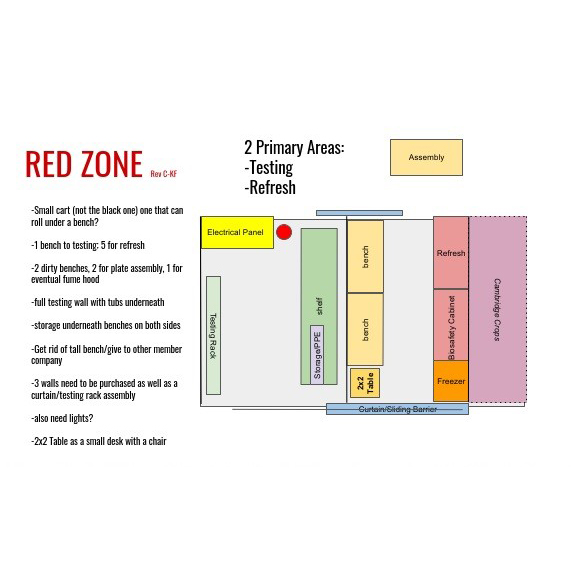 RED ZONE Rev C-KF
2 Primary Areas:
-Testing
-Refresh
Assembly
-Small cart (not the black one) one that can
roll under a bench?
-1 bench to testing: 5 for refresh
-2 dirty benches, 2 for plate assembly, 1 for
eventual fume hood
-full testing wall with tubs underneath
-storage underneath benches on both sides
-Get rid of tall bench/give to other member
company
-3 walls need to be purchased as well as a
curtain/testing rack assembly
-also need lights?
-2x2 Table as a small desk with a chair
Electrical Panel
Testing Rack
shelf
Storage/PPE
bench
bench
2x2
Table
Refresh
Biosafety Cabinet
Freezer
Cambridge Crops
Curtain/Sliding Barrier